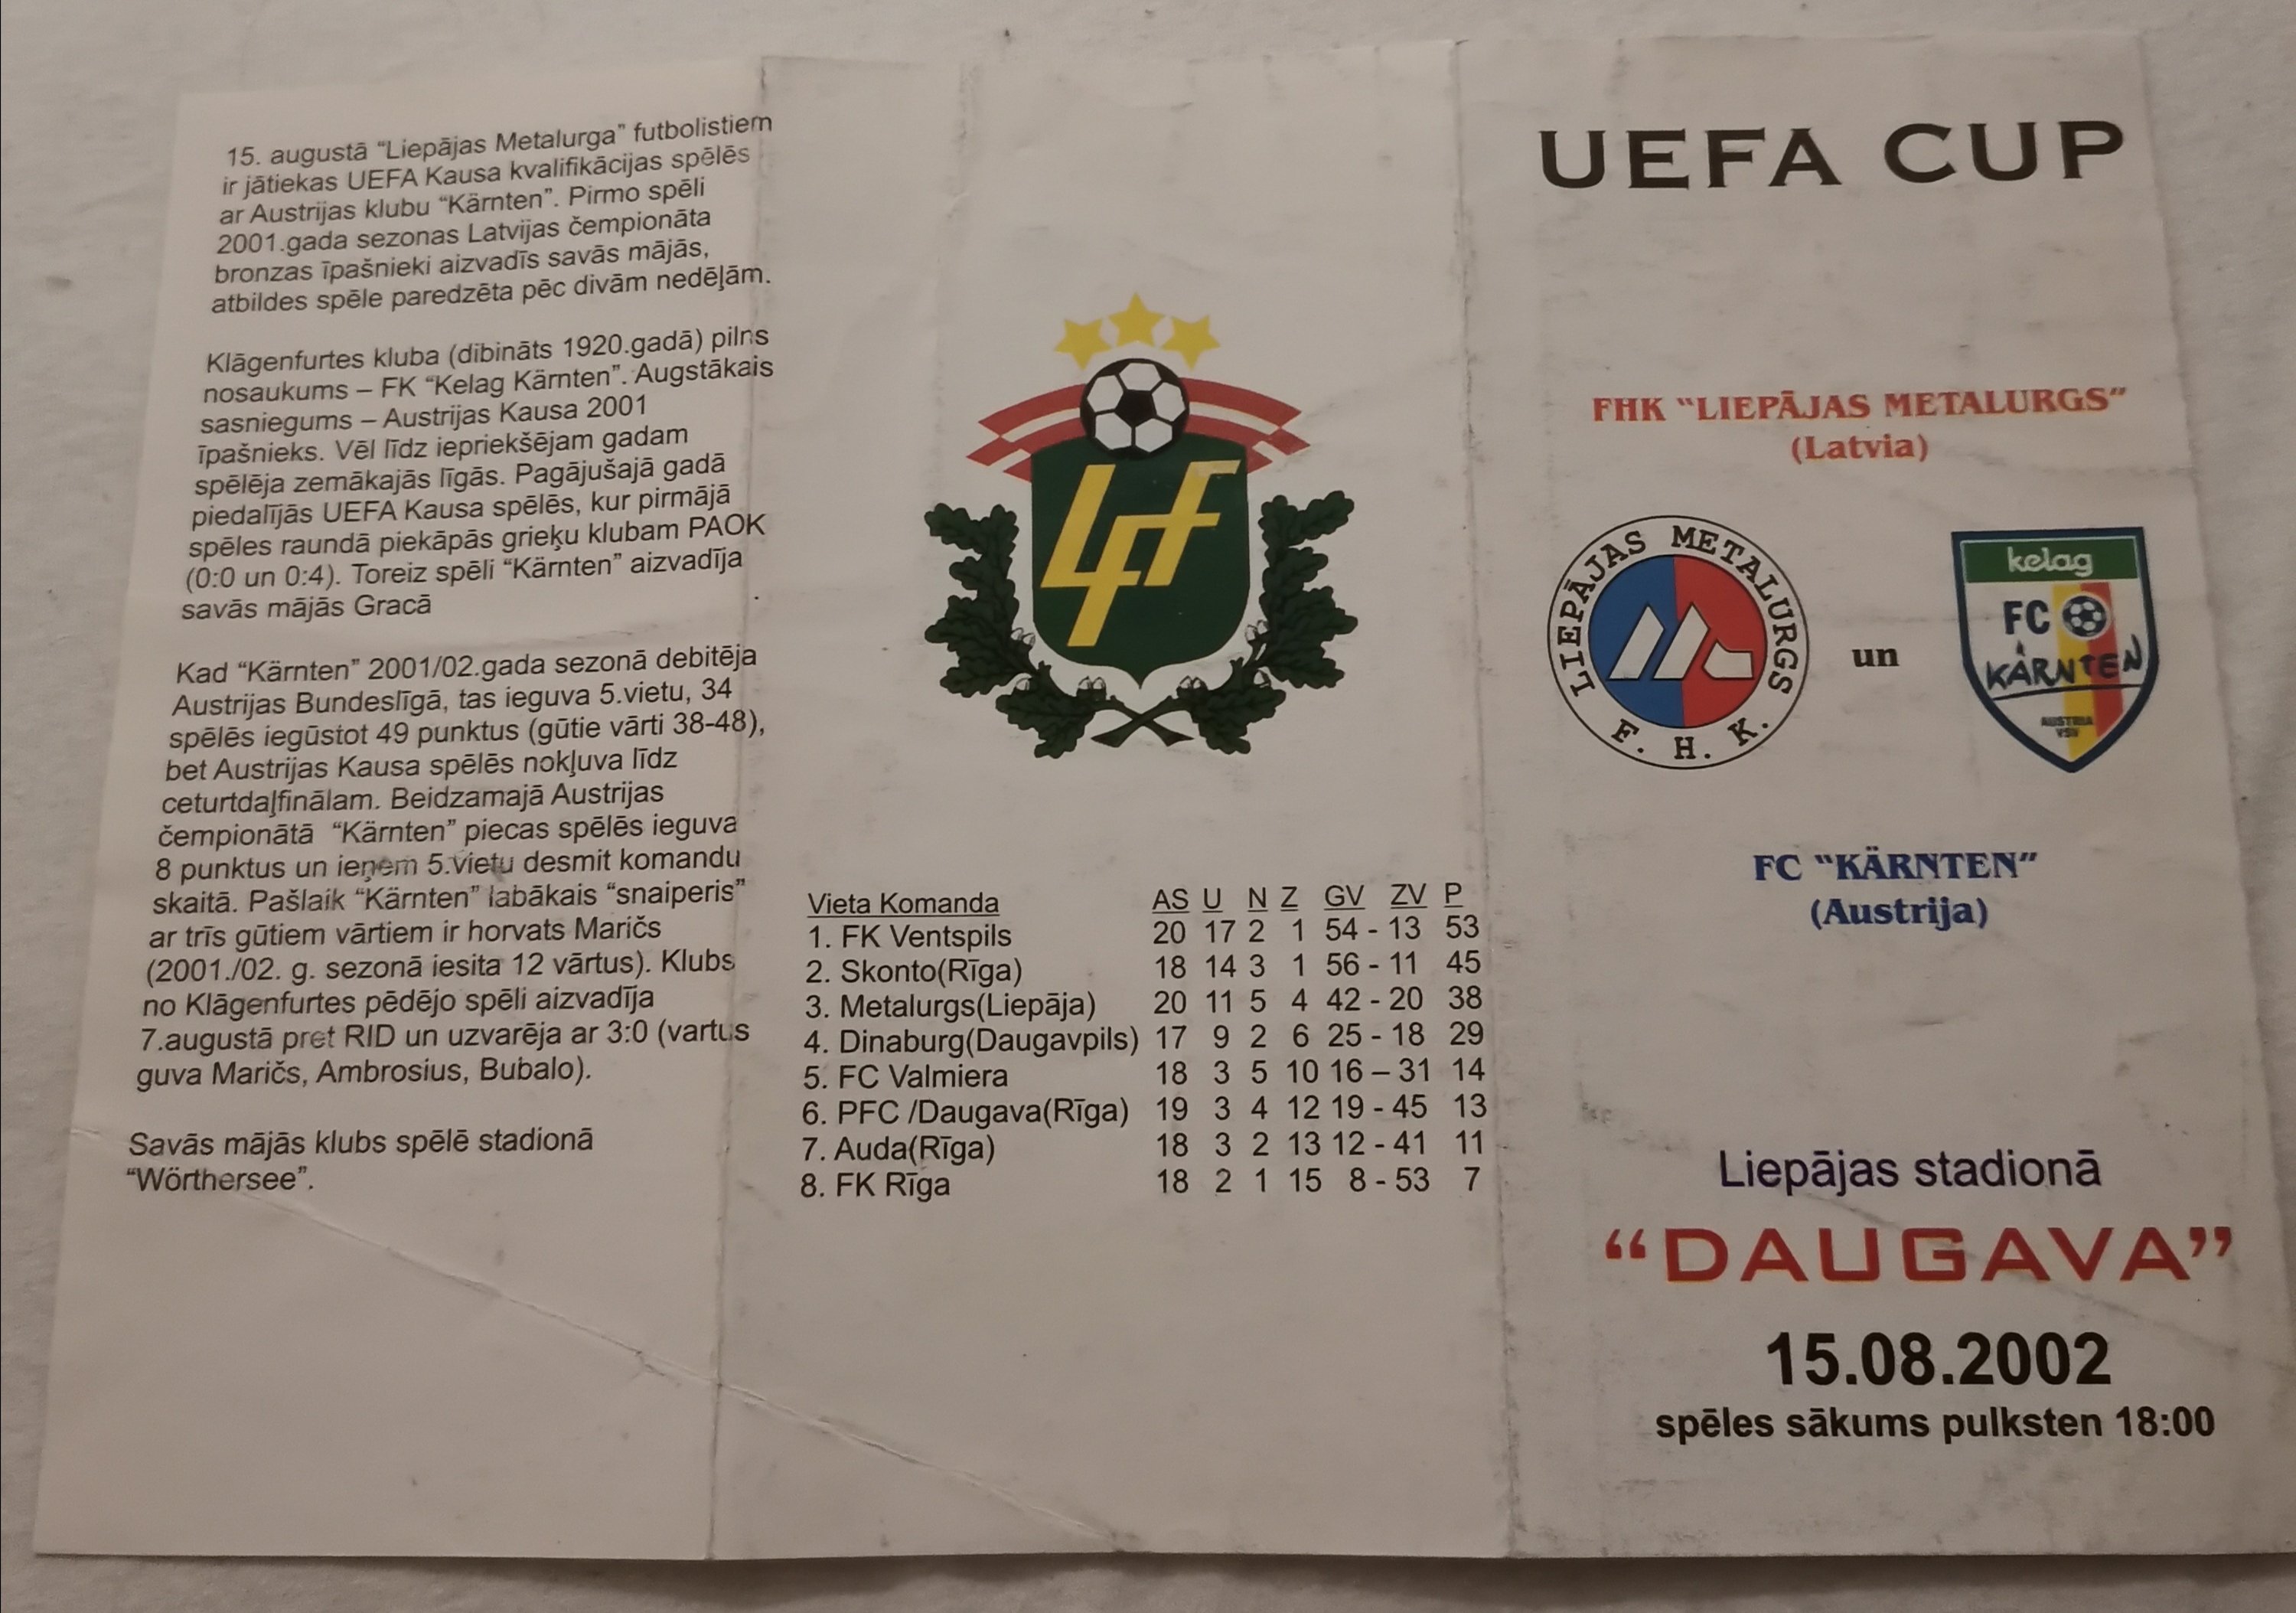 15. augustā “Liepājas Metalurga” futbolistiem
ir jātiekas UEFA Kausa kvalifikācijas spēlēs
ar Austrijas klubu “Kärnten”. Pirmo spēli
2001.gada sezonas Latvijas čempionāta
bronzas īpašnieki aizvadīs savās mājās,
atbildes spēle paredzēta pēc divām nedēļām.
Klāgenfurtes kluba (dibināts 1920.gadā) pilns
nosaukums – FK “Kelag Kärnten”. Augstākais
sasniegums – Austrijas Kausa 2001
īpašnieks. Vēl līdz iepriekšējam gadam
spēlēja zemākajās līgās. Pagājušajā gadā
piedalījās UEFA Kausa spēlēs, kur pirmājā
spēles raundā piekāpās grieķu klubam PAOK
(0:0 un 0:4). Toreiz spēli “Kärnten” aizvadīja
savās mājās Gracā
Kad “Kärnten” 2001/02.gada sezonā debitēja
Austrijas Bundeslīgā, tas ieguva 5.vietu, 34
spēlēs iegūstot 49 punktus (gūtie vārti 38-48),
bet Austrijas Kausa spēlēs nokļuva līdz
ceturtdaļfinālam. Beidzamajā Austrijas
čempionātā “Kärnten” piecas spēlēs ieguva
8 punktus un ieņem 5.vietu desmit komandu
skaitā. Pašlaik “Kärnten” labākais “snaiperis”
ar trīs gūtiem vārtiem ir horvats Maričs
(2001./02. g. sezonā iesita 12 vārtus). Klubs
no Klāgenfurtes pēdējo spēli aizvadīja
7.augustā pret RID un uzvarēja ar 3:0 (vartus
guva Maričs, Ambrosius, Bubalo).
Savās mājās klubs spēlē stadionā
“Wörthersee”.
LFF
Vieta Komanda AS U N Z GV ZV P
1. FK Ventspils 20 17 2 1 54 - 13 53
2. Skonto(Rīga) 18 14 3 1 56 - 11 45
3. Metalurgs(Liepāja) 20 11 5 4 42 - 20 38
4. Dinaburg(Daugavpils) 17 9 2 6 25 - 18 29
5. FC Valmiera 18 3 5 10 16 – 31 14
6. PFC /Daugava(Rīga) 19 3 4 12 19 - 45 13
7. Auda(Rīga) 18 3 2 13 12 - 41 11
8. FK Rīga 18 2 1 15 8 - 53 7
UEFA CUP
FHK “LIEPĀJAS METALURGS”
(Latvia)
LIEPĀJAS METALURGS
F. H. K.
un
kelag
FC
KÄRNTEN
AUSTRIA
VSV
FC “KÄRNTEN”
(Austrija)
Liepājas stadionā
“DAUGAVA”
15.08.2002
spēles sākums pulksten 18:00